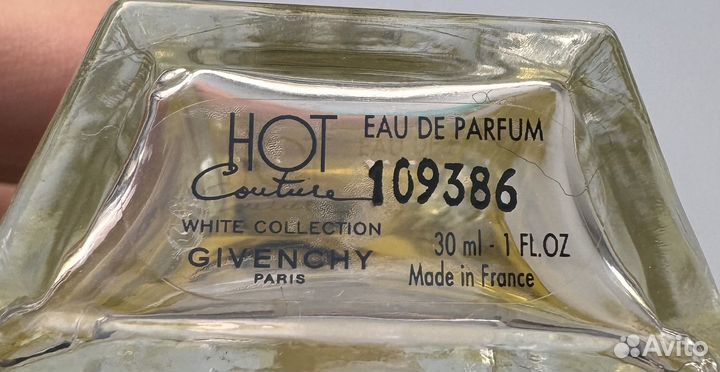 HOT
Couture
WHITE COLLECTION
GIVENCHY
PARIS
EAU DE PARFUM
109386
30 ml - 1 FL.OZ
Made in France
Avito